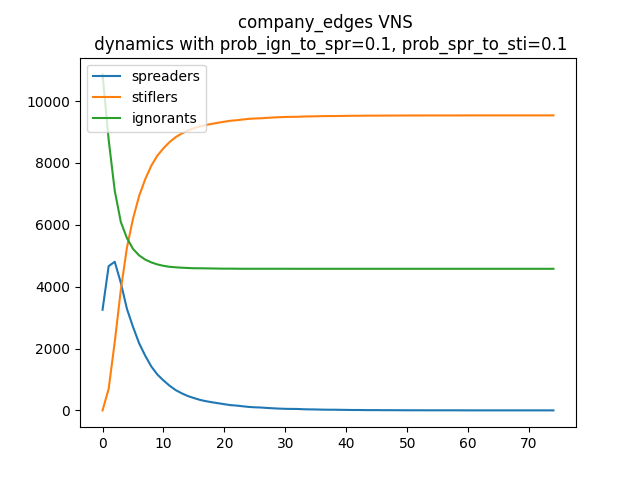 company_edges VNS
dynamics with prob_ign_to_spr=0.1, prob_spr_to_sti=0.1
spreaders
stiflers
ignorants
10000
8000
6000
4000
2000
0
0 10 20 30 40 50 60 70